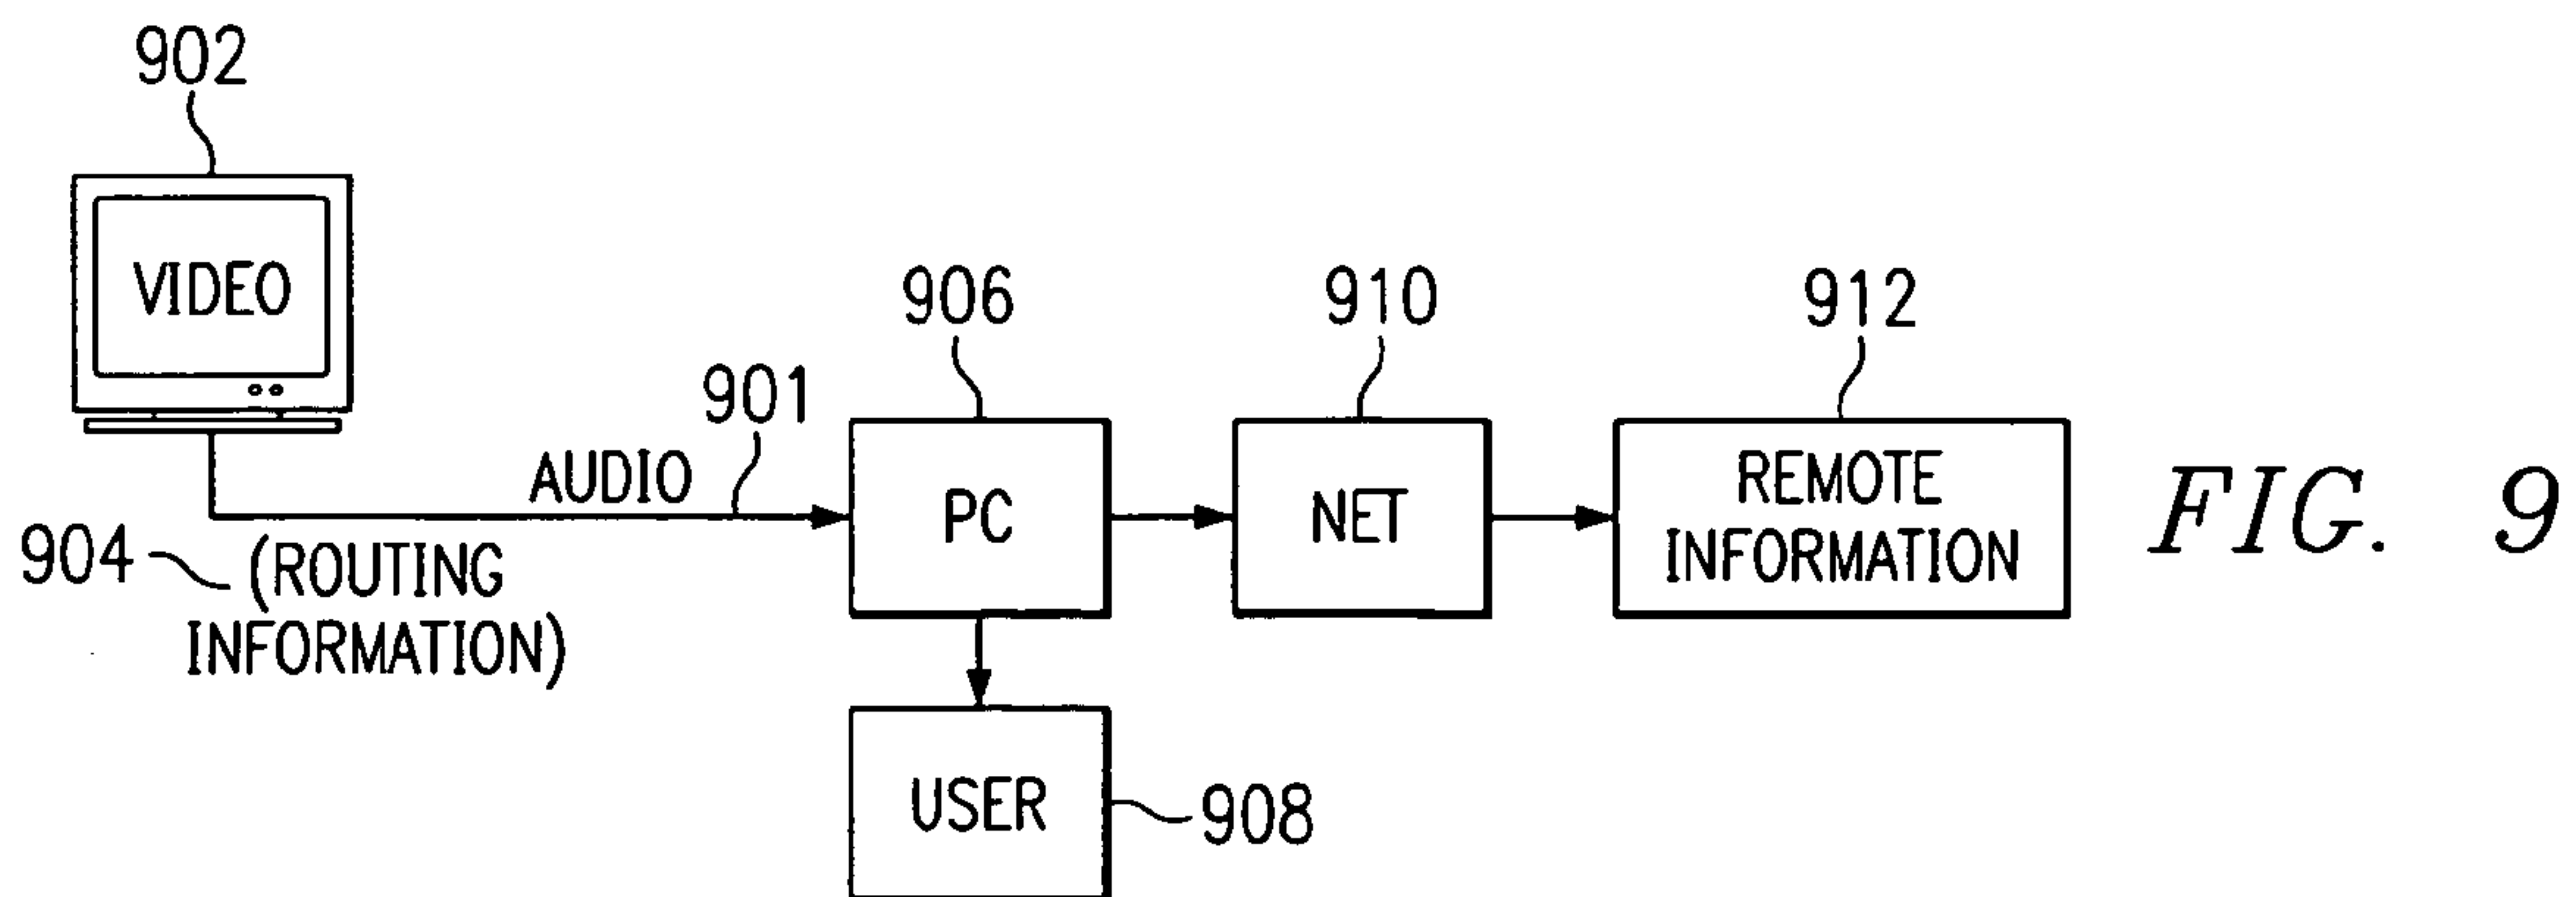 902
VIDEO
901
AUDIO
904
(ROUTING
INFORMATION)
906
PC
910
NET
912
REMOTE
INFORMATION
USER
908
FIG. 9